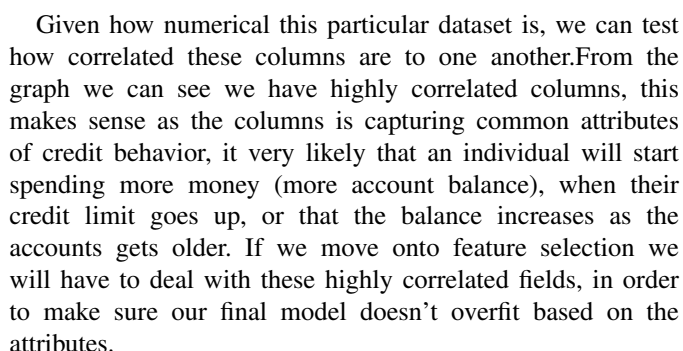 Given how numerical this particular dataset is, we can test
how correlated these columns are to one another.From the
graph we can see we have highly correlated columns, this
makes sense as the columns is capturing common attributes
of credit behavior, it very likely that an individual will start
spending more money (more account balance), when their
credit limit goes up, or that the balance increases as the
accounts gets older. If we move onto feature selection we
will have to deal with these highly correlated fields, in order
to make sure our final model doesn't overfit based on the
attributes.